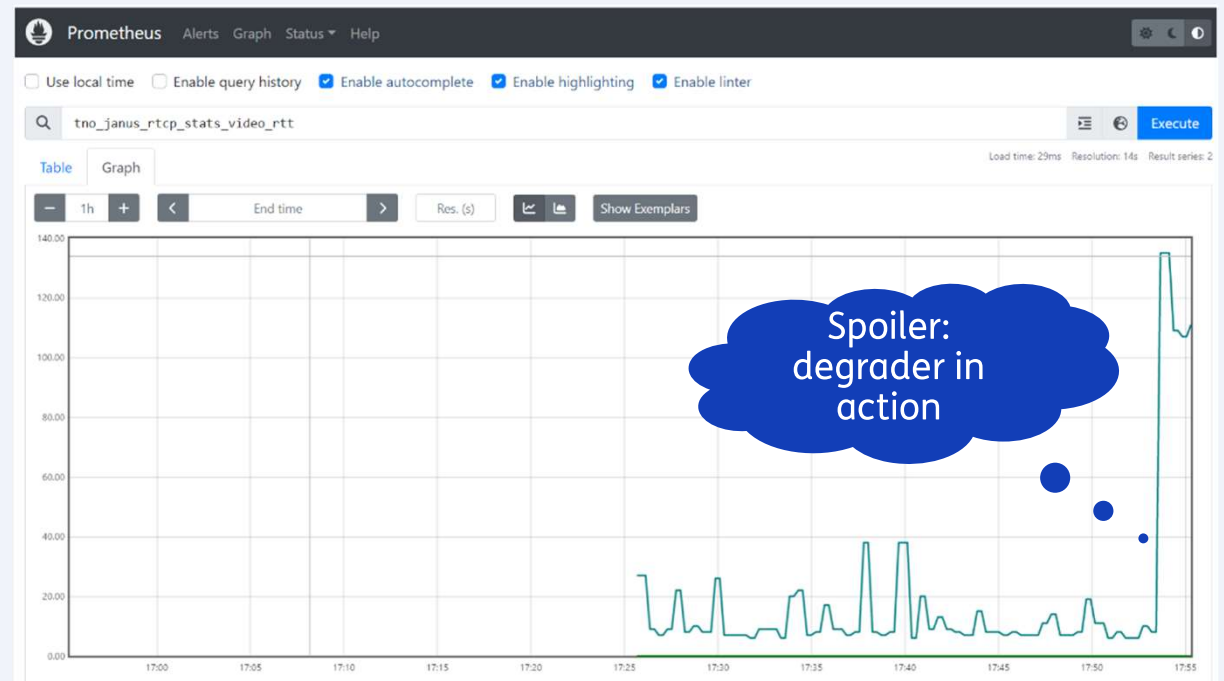 Prometheus Alerts Graph Status Help
Use local time Enable query history Enable autocomplete Enable highlighting Enable linter
tno_janus_rtcp_stats_video_rtt Execute
Load time: 29ms Resolution: 14s Result series: 2
Table Graph
− 1h + < End time > Res. (s) Show Exemplars
140.00
120.00
100.00
80.00
60.00
40.00
20.00
0.00
Spoiler:
degrader in
action
17:00 17:05 17:10 17:15 17:20 17:25 17:30 17:35 17:40 17:45 17:50 17:55